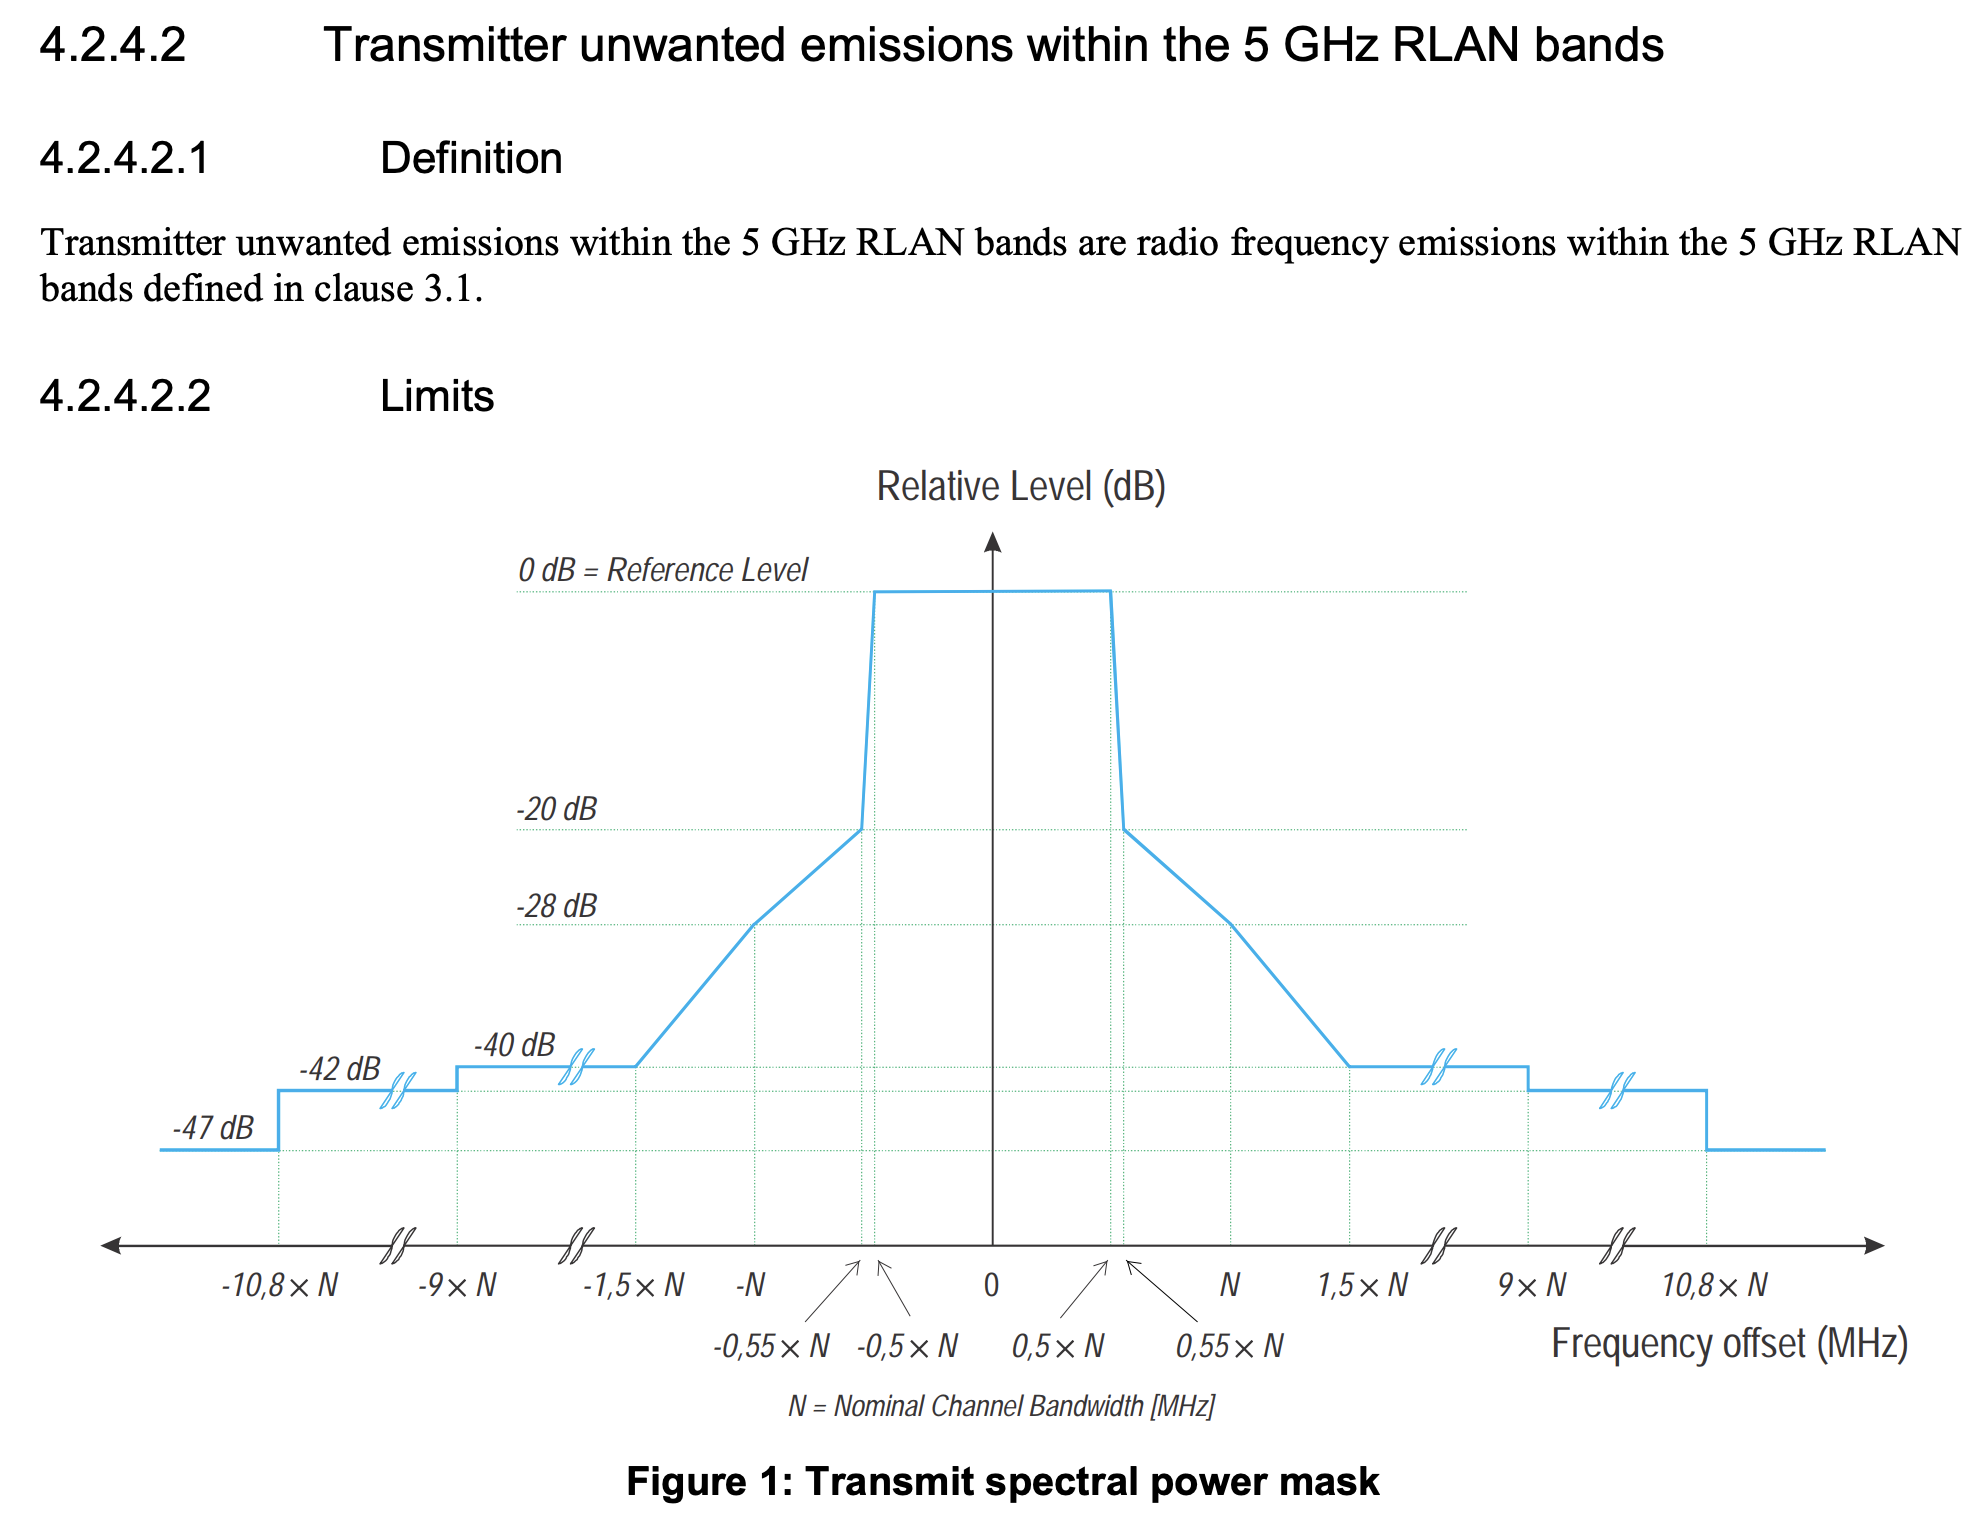 4.2.4.2 Transmitter unwanted emissions within the 5 GHz RLAN bands
4.2.4.2.1 Definition
Transmitter unwanted emissions within the 5 GHz RLAN bands are radio frequency emissions within the 5 GHz RLAN
bands defined in clause 3.1.
4.2.4.2.2 Limits
Relative Level (dB)
0 dB = Reference Level
-20 dB
-28 dB
-40 dB
-42 dB
-47 dB
-10,8 × N -9 × N -1,5 × N -N 0 N 1,5 × N 9 × N 10,8 × N
-0,55 × N -0,5 × N 0,5 × N 0,55 × N
Frequency offset (MHz)
N = Nominal Channel Bandwidth [MHz]
Figure 1: Transmit spectral power mask